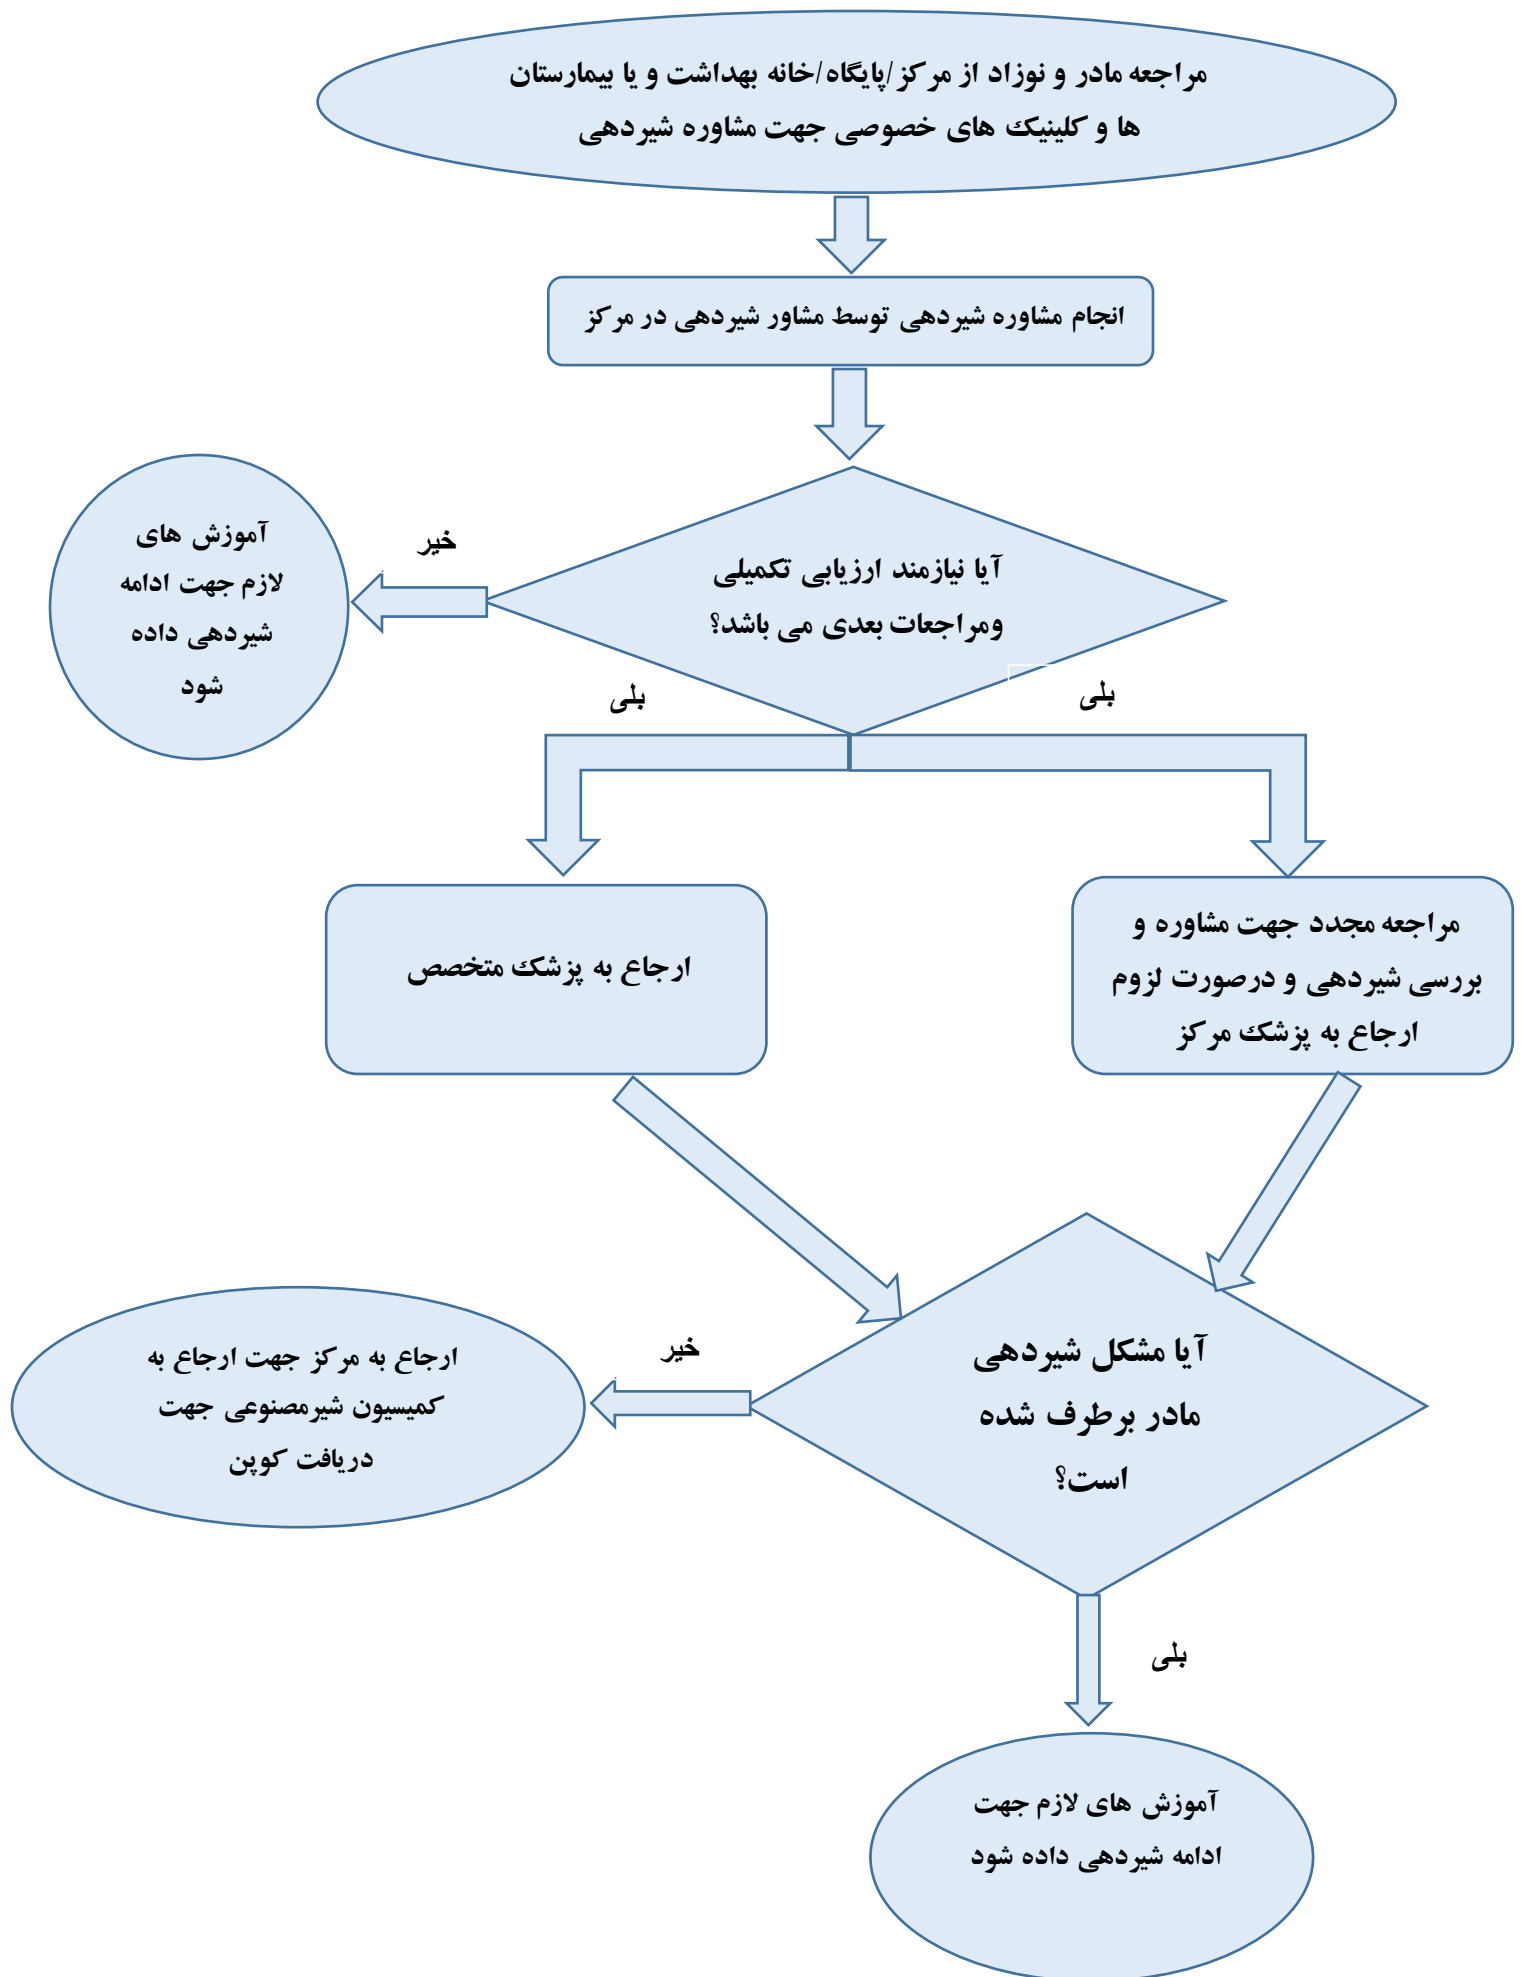 مراجعه مادر و نوزاد از مرکز/پایگاه/خانه بهداشت و یا بیمارستان
ها و کلینیک های خصوصی جهت مشاوره شیردهی
انجام مشاوره شیردهی توسط مشاور شیردهی در مرکز
آیا نیازمند ارزیابی تکمیلی
ومراجعات بعدی می باشد؟
خیر
آموزش های
لازم جهت ادامه
شیردهی داده
شود
بلی
بلی
مراجعه مجدد جهت مشاوره و
بررسی شیردهی و درصورت لزوم
ارجاع به پزشک مرکز
ارجاع به پزشک متخصص
آیا مشکل شیردهی
مادر برطرف شده
است؟
خیر
ارجاع به مرکز جهت ارجاع به
کمیسیون شیرمصنوعی جهت
دریافت کوپن
بلی
آموزش های لازم جهت
ادامه شیردهی داده شود